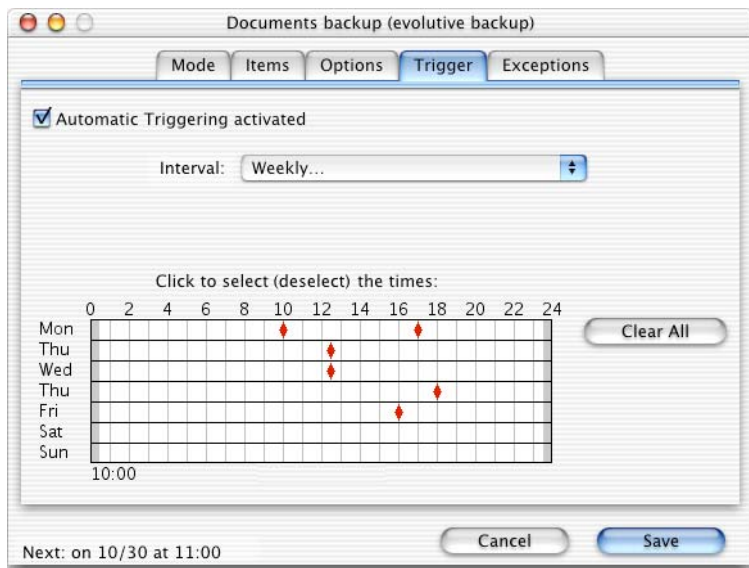 Documents backup (evolutive backup)
Mode Items Options Trigger Exceptions
Automatic Triggering activated
Interval: Weekly...
Click to select (deselect) the times:
0 2 4 6 8 10 12 14 16 18 20 22 24
Mon
Clear All
Thu
Wed
Thu
Fri
Sat
Sun
10:00
Cancel Save
Next: on 10/30 at 11:00